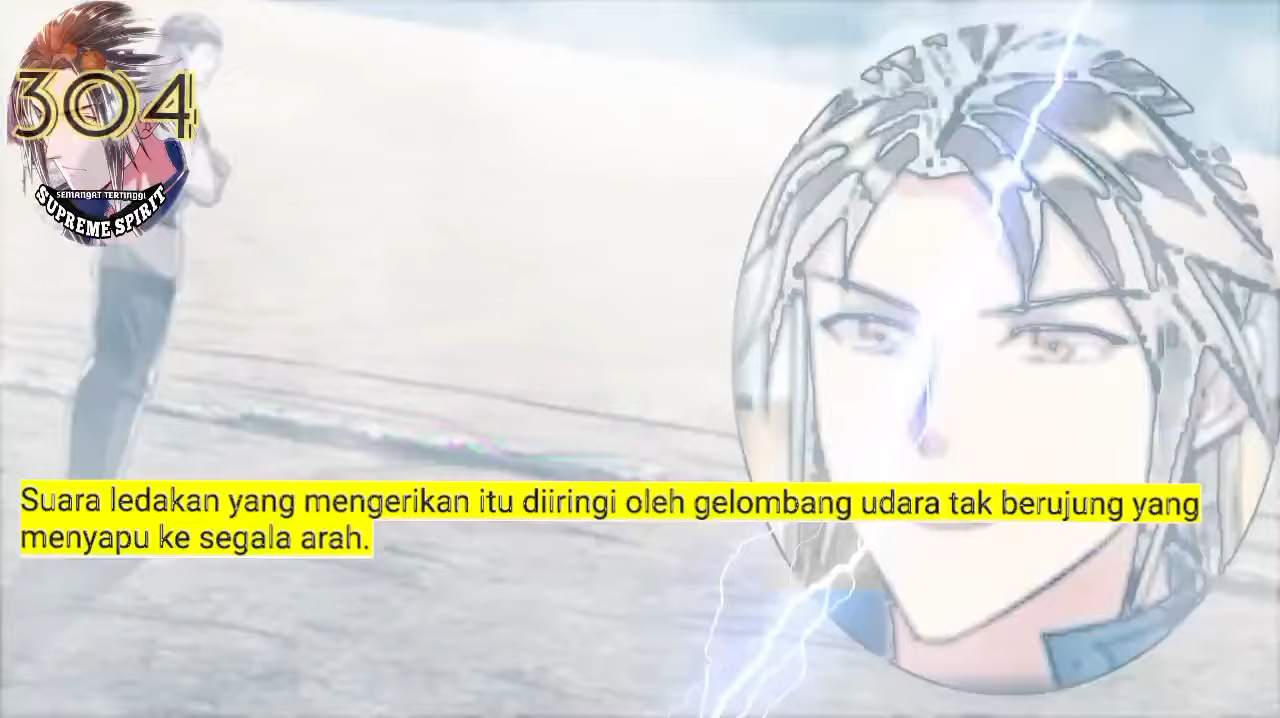 304
SEMANGAT TERTINGGI
SUPREME SPIRIT
Suara ledakan yang mengerikan itu diiringi oleh gelombang udara tak berujung yang
menyapu ke segala arah.